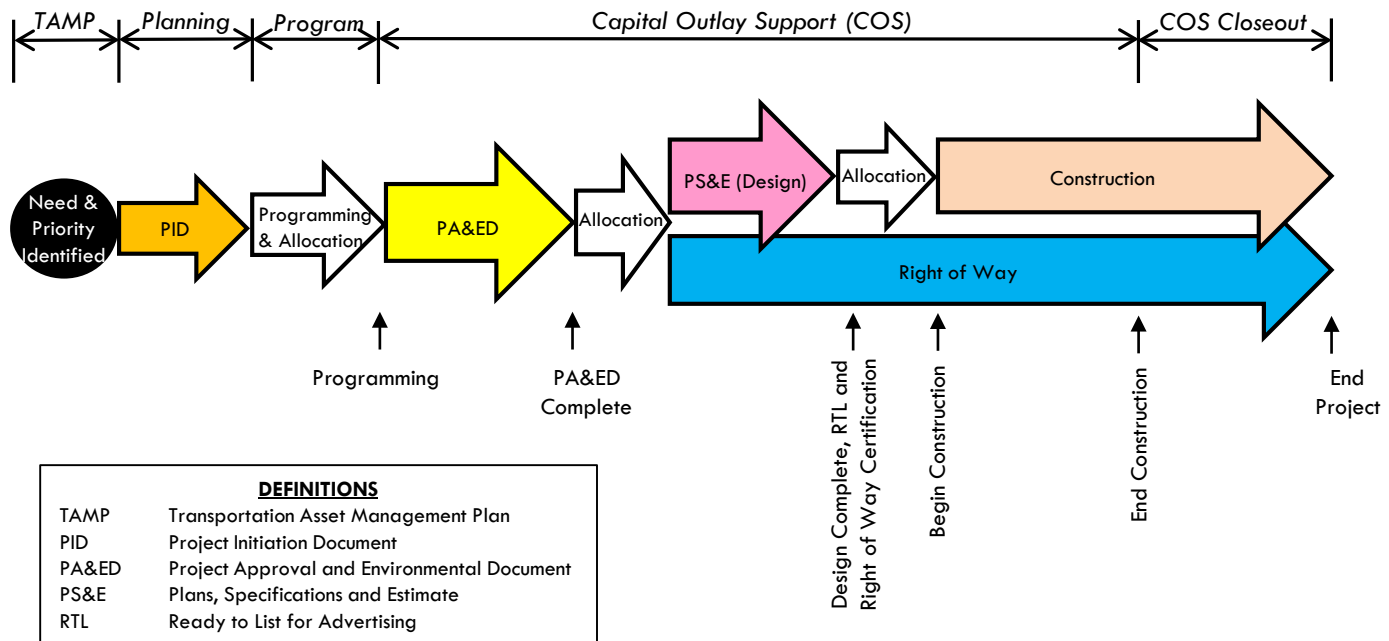 TAMP
Planning
Program
Capital Outlay Support (COS)
COS Closeout
Need &
Priority
Identified
PID
Programming
& Allocation
PA&ED
Allocation
PS&E (Design)
Allocation
Construction
Right of Way
Programming
PA&ED
Complete
Design Complete, RTL and
Right of Way Certification
Begin Construction
End Construction
End
Project
DEFINITIONS
TAMP Transportation Asset Management Plan
PID Project Initiation Document
PA&ED Project Approval and Environmental Document
PS&E Plans, Specifications and Estimate
RTL Ready to List for Advertising